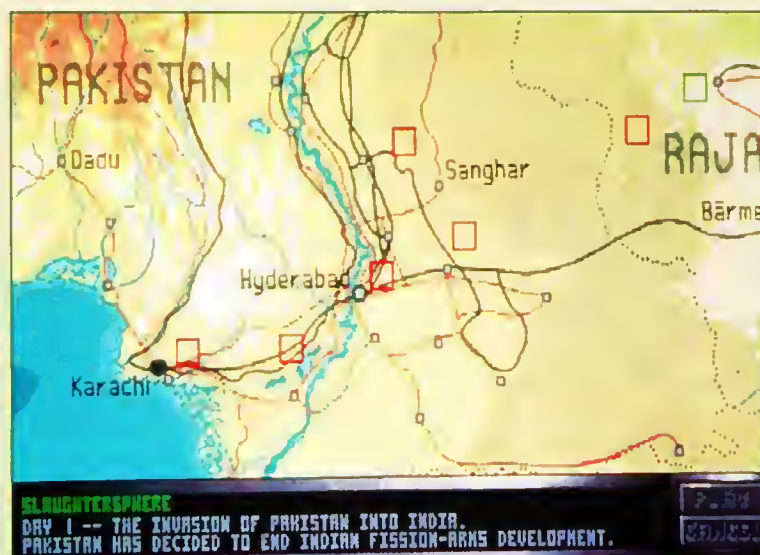 PAKISTAN
Dadu
Sanghar
RAJA
Bārme
Hyderabad
Karachi
SLAUGHTERSPHERE
DAY 1 -- THE INVASION OF PAKISTAN INTO INDIA.
PAKISTAN HAS DECIDED TO END INDIAN FISSION-ARMS DEVELOPMENT.